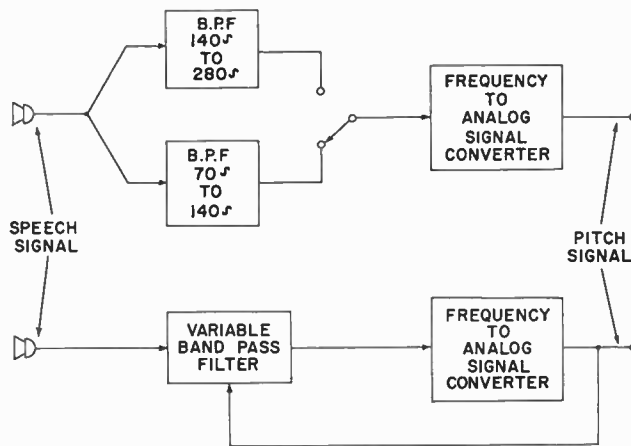 B.P.F
140∿
TO
280∿
B.P.F
70∿
TO
140∿
FREQUENCY
TO
ANALOG
SIGNAL
CONVERTER
SPEECH
SIGNAL
PITCH
SIGNAL
VARIABLE
BAND PASS
FILTER
FREQUENCY
TO
ANALOG
SIGNAL
CONVERTER